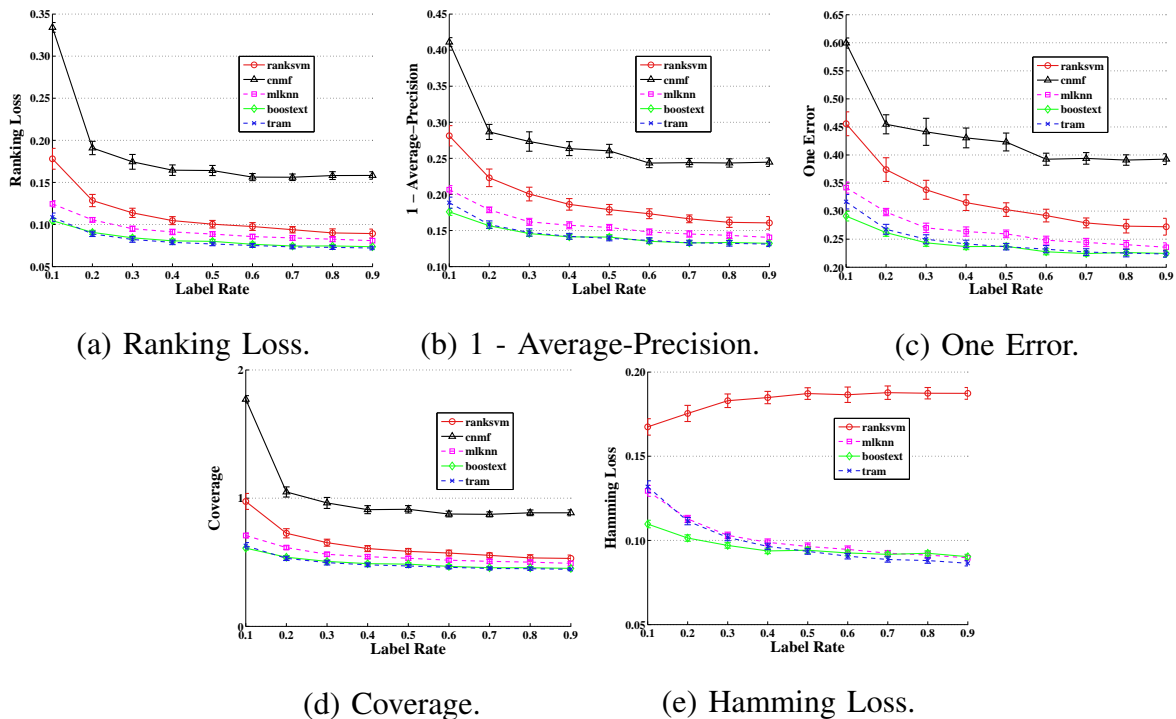 0.35
0.30
0.25
0.20
0.15
0.10
0.05
Ranking Loss
0.1 0.2 0.3 0.4 0.5 0.6 0.7 0.8 0.9
Label Rate
ranksvm
cnmf
mlknn
boostext
tram
(a) Ranking Loss.
0.45
0.40
0.35
0.30
0.25
0.20
0.15
0.10
1 − Average−Precision
0.1 0.2 0.3 0.4 0.5 0.6 0.7 0.8 0.9
Label Rate
ranksvm
cnmf
mlknn
boostext
tram
(b) 1 - Average-Precision.
0.65
0.60
0.55
0.50
0.45
0.40
0.35
0.30
0.25
0.20
One Error
0.1 0.2 0.3 0.4 0.5 0.6 0.7 0.8 0.9
Label Rate
ranksvm
cnmf
mlknn
boostext
tram
(c) One Error.
2
1
0
Coverage
0.1 0.2 0.3 0.4 0.5 0.6 0.7 0.8 0.9
Label Rate
ranksvm
cnmf
mlknn
boostext
tram
(d) Coverage.
0.20
0.15
0.10
0.05
Hamming Loss
0.1 0.2 0.3 0.4 0.5 0.6 0.7 0.8 0.9
Label Rate
ranksvm
mlknn
boostext
tram
(e) Hamming Loss.